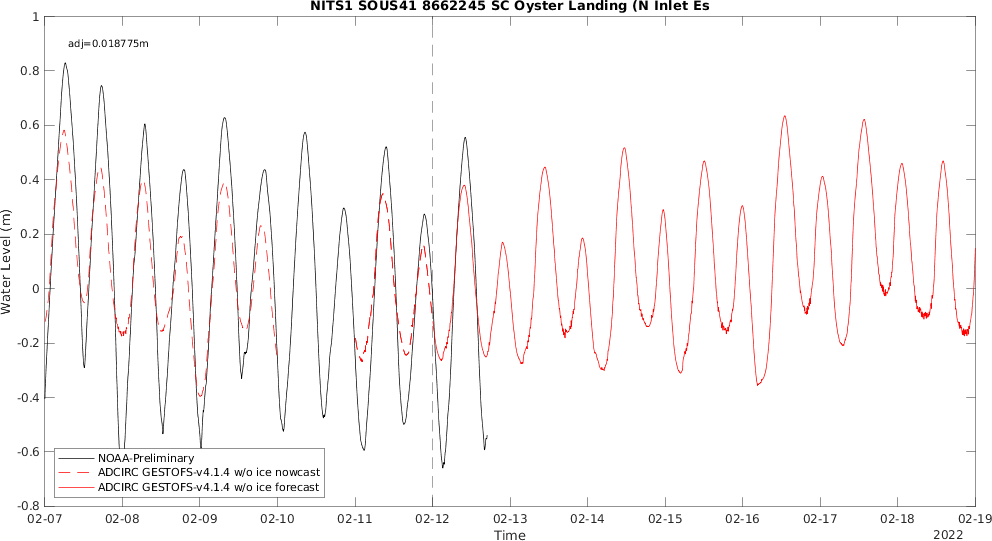 NITS1 SOUS41 8662245 SC Oyster Landing (N Inlet Es
adj=0.018775m
Water Level (m)
1
0.8
0.6
0.4
0.2
0
-0.2
-0.4
-0.6
-0.8
NOAA-Preliminary
ADCIRC GESTOFS-v4.1.4 w/o ice nowcast
ADCIRC GESTOFS-v4.1.4 w/o ice forecast
02-07 02-08 02-09 02-10 02-11 02-12 02-13 02-14 02-15 02-16 02-17 02-18 02-19
Time
2022